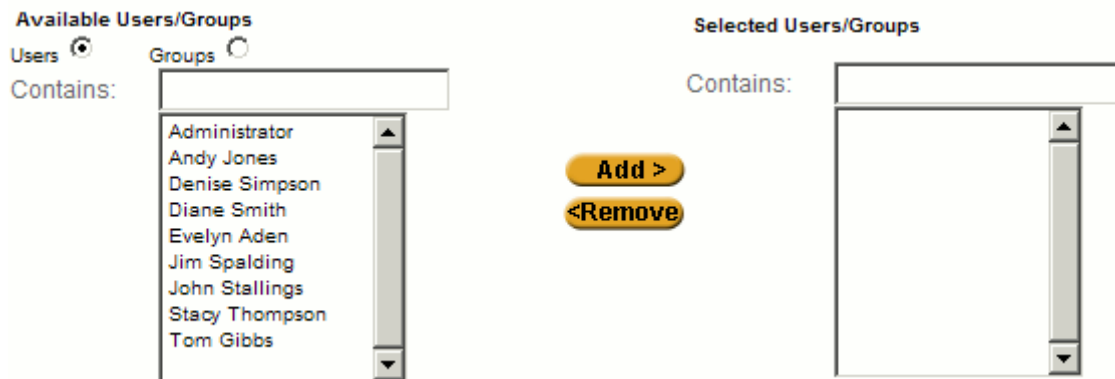 Available Users/Groups
Users Groups
Contains:
Administrator
Andy Jones
Denise Simpson
Diane Smith
Evelyn Aden
Jim Spalding
John Stallings
Stacy Thompson
Tom Gibbs
Add >
<Remove
Selected Users/Groups
Contains: